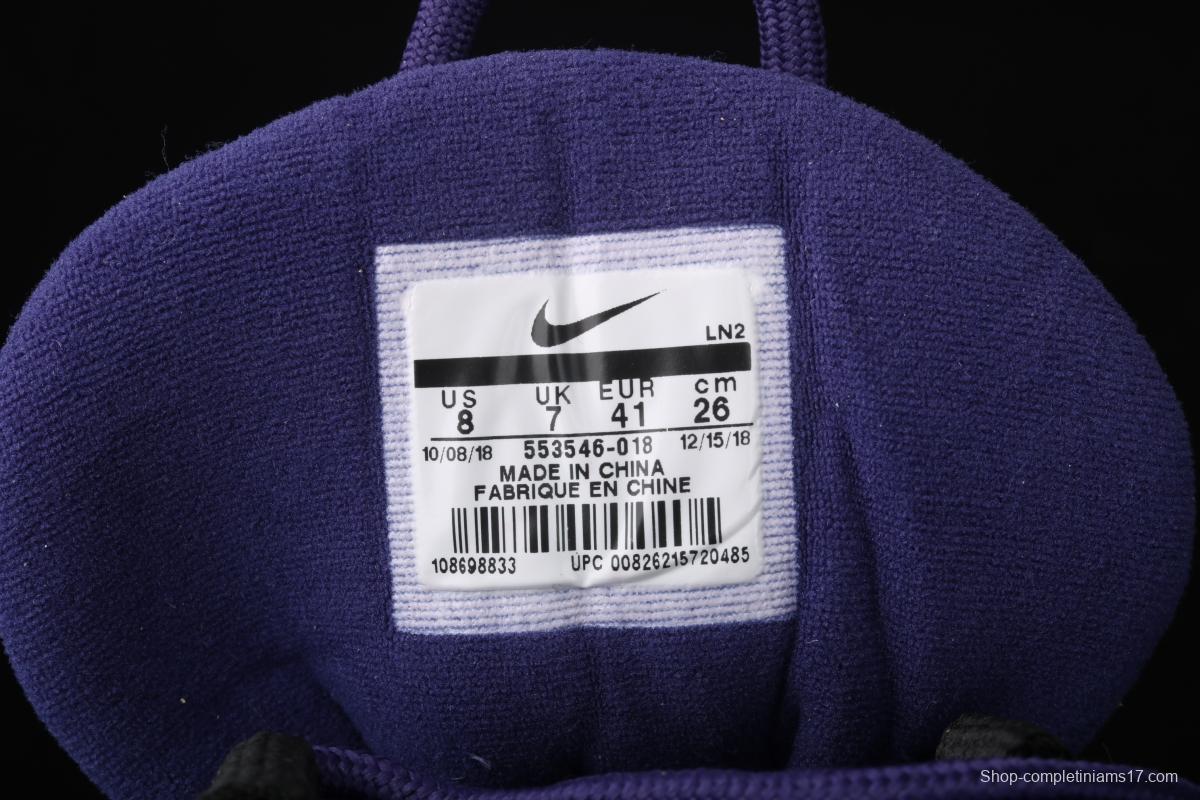 LN2
US UK EUR cm
8 7 41 26
10/08/18 553546-018 12/15/18
MADE IN CHINA
FABRIQUE EN CHINE
108698833 UPC 00826215720485
Shop-completiniams17.com